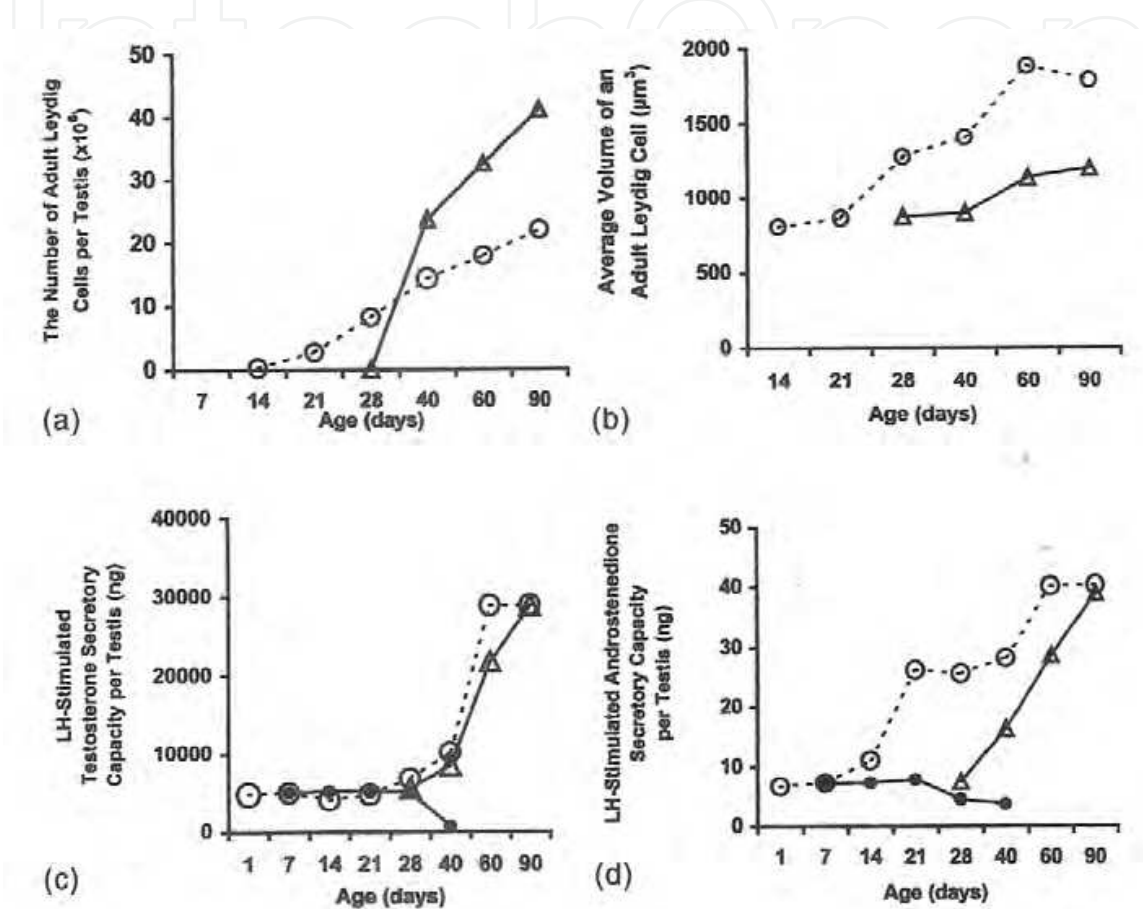 50
40
30
20
10
0
The Number of Adult Leydig
Cells per Testis (x10⁶)
7 14 21 28 40 60 90
Age (days)
(a)
2000
1500
1000
500
0
Average Volume of an
Adult Leydig Cell (µm³)
14 21 28 40 60 90
Age (days)
(b)
40000
30000
20000
10000
0
LH-Stimulated
Testosterone Secretory
Capacity per Testis (ng)
1 7 14 21 28 40 60 90
Age (days)
(c)
50
40
30
20
10
0
LH-Stimulated Androstenedione
Secretory Capacity
per Testis (ng)
1 7 14 21 28 40 60 90
Age (days)
(d)